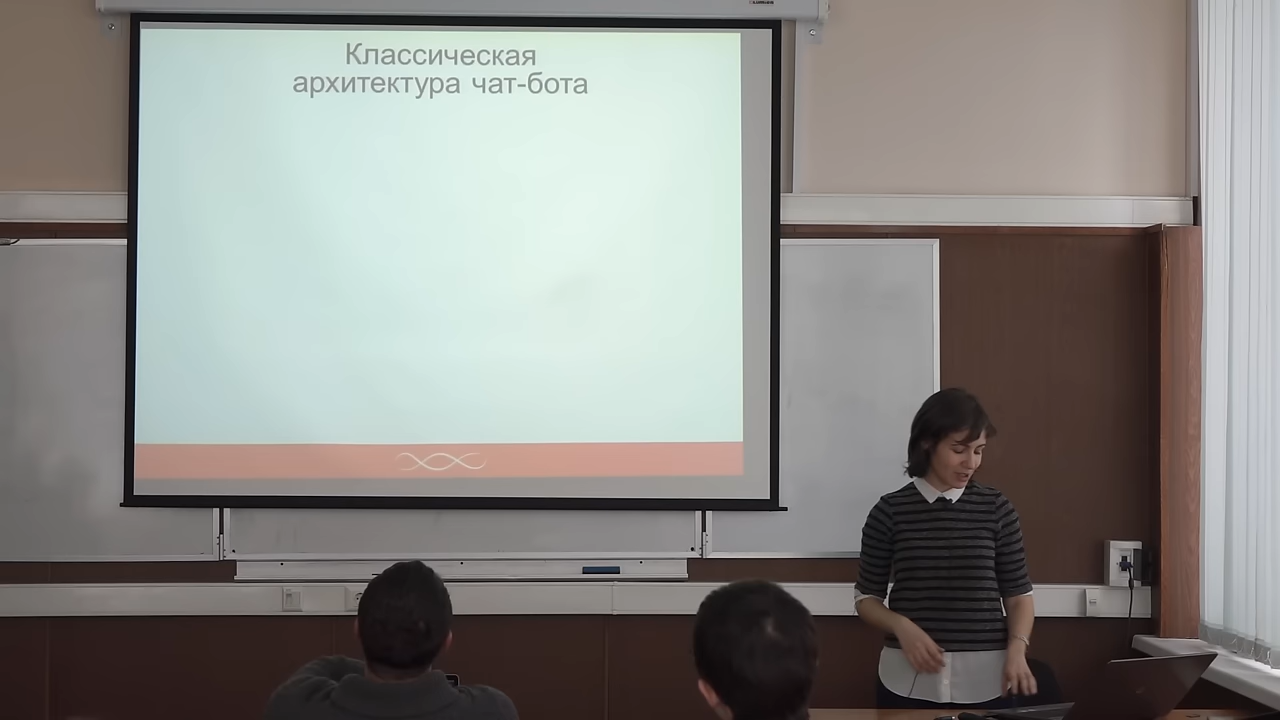 Классическая
архитектура чат-бота